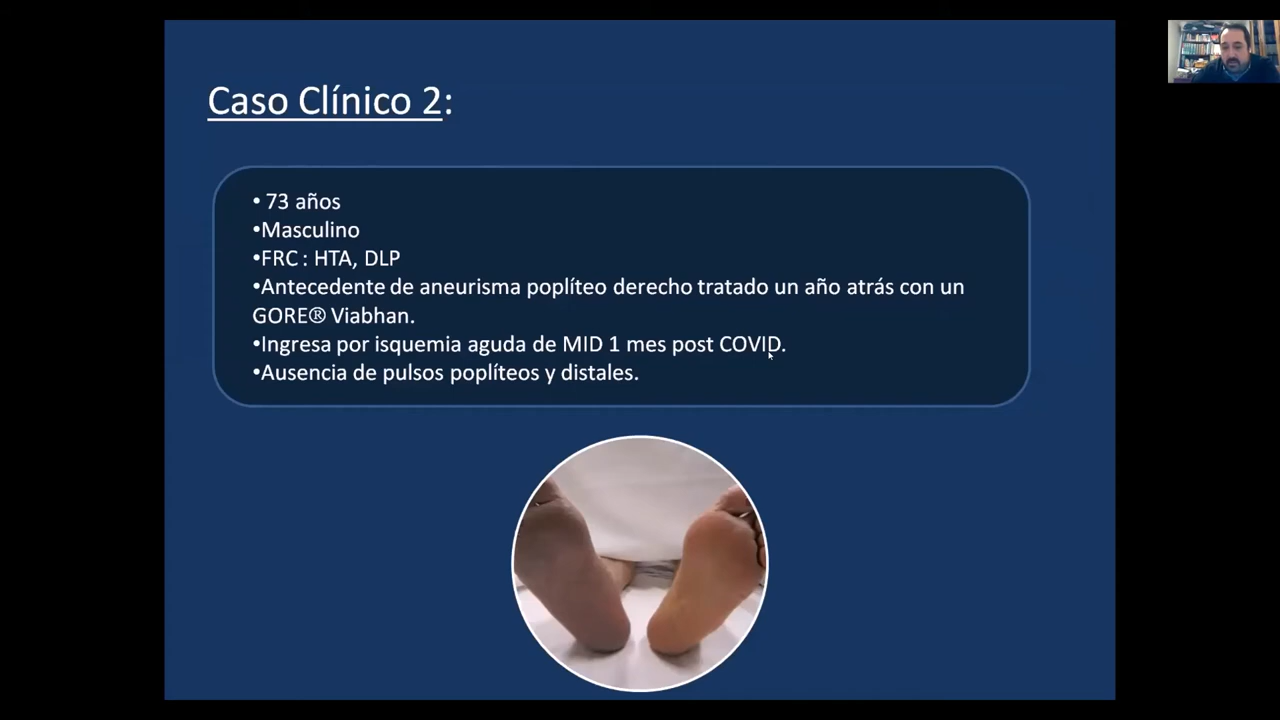 Caso Clínico 2:
• 73 años
•Masculino
•FRC : HTA, DLP
•Antecedente de aneurisma poplíteo derecho tratado un año atrás con un
GORE® Viabhan.
•Ingresa por isquemia aguda de MID 1 mes post COVID.
•Ausencia de pulsos poplíteos y distales.